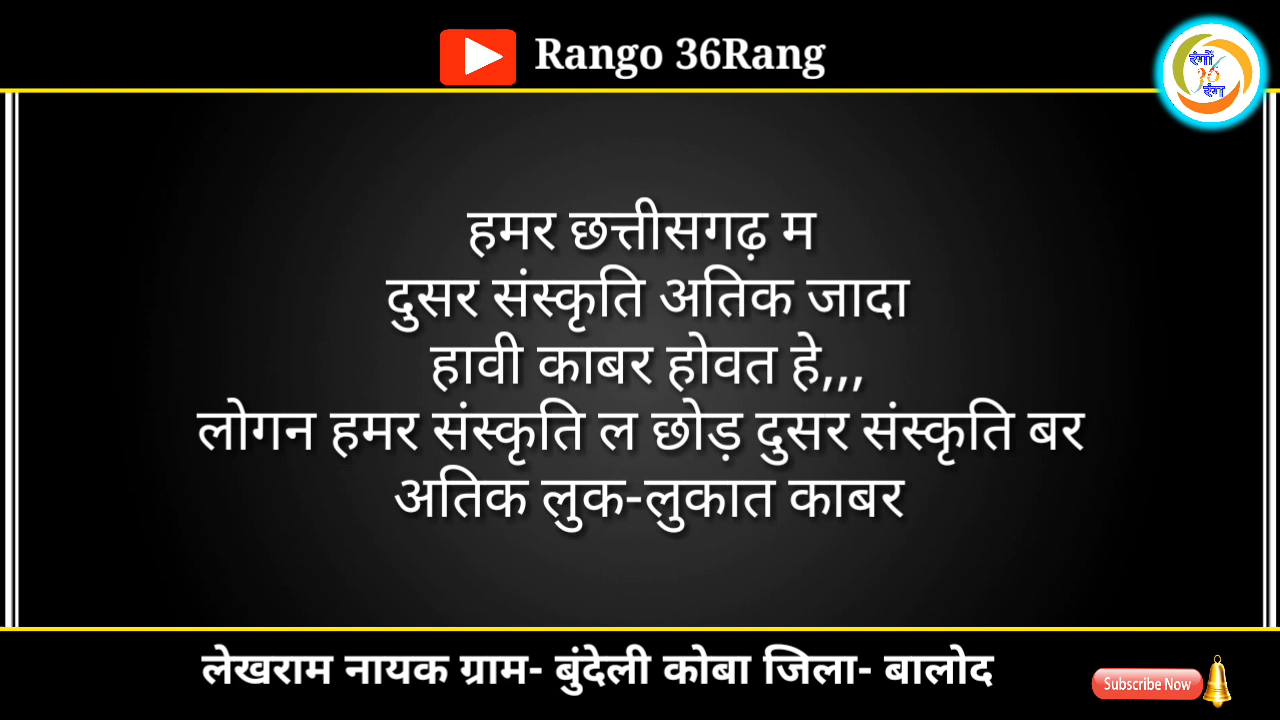 Rango 36Rang
रंगों
36
रंग
हमर छत्तीसगढ़ म
दुसर संस्कृति अतिक जादा
हावी काबर होवत हे,,,
लोगन हमर संस्कृति ल छोड़ दुसर संस्कृति बर
अतिक लुक-लुकात काबर
लेखराम नायक ग्राम- बुंदेली कोबा जिला- बालोद
Subscribe Now